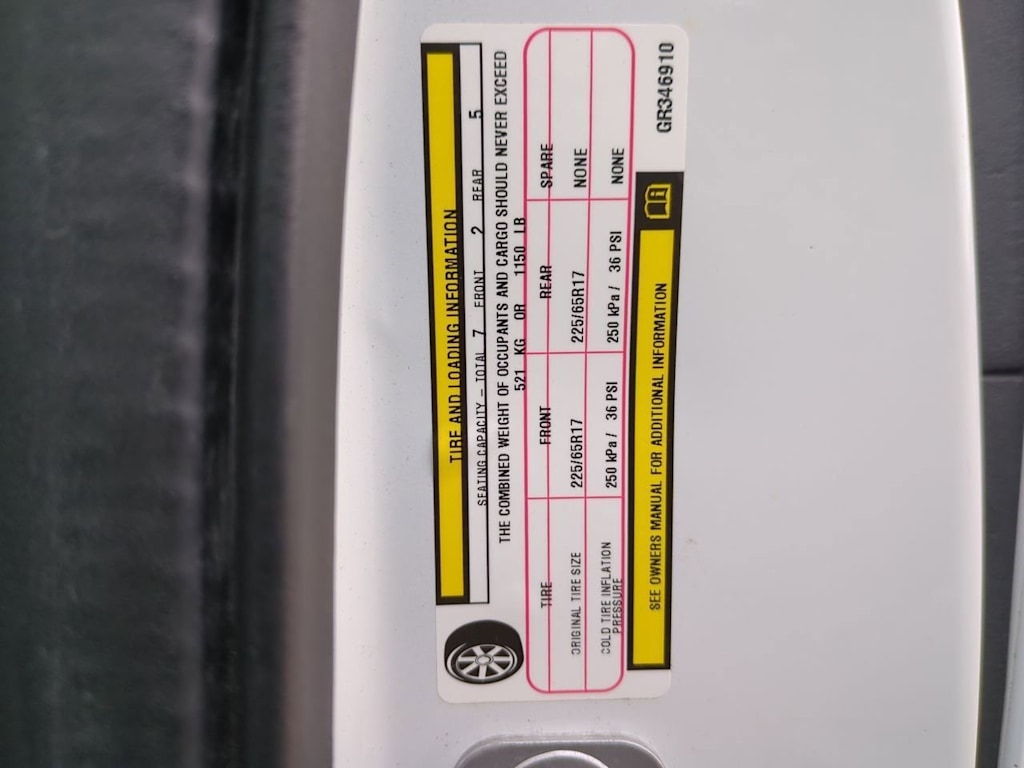 TIRE AND LOADING INFORMATION
SEATING CAPACITY – TOTAL 7 FRONT 2 REAR 5
THE COMBINED WEIGHT OF OCCUPANTS AND CARGO SHOULD NEVER EXCEED
521 KG OR 1150 LB
TIRE FRONT REAR SPARE
ORIGINAL TIRE SIZE 225/65R17 225/65R17 NONE
COLD TIRE INFLATION PRESSURE 250 kPa / 36 PSI 250 kPa / 36 PSI NONE
SEE OWNERS MANUAL FOR ADDITIONAL INFORMATION
GR346910